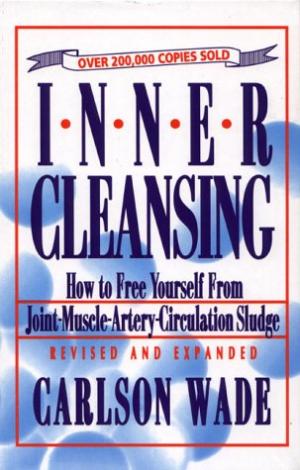 OVER 200,000 COPIES SOLD
I·N·N·E·R
CLEANSING
How to Free Yourself From
Joint-Muscle-Artery-Circulation Sludge
REVISED AND EXPANDED
CARLSON WADE